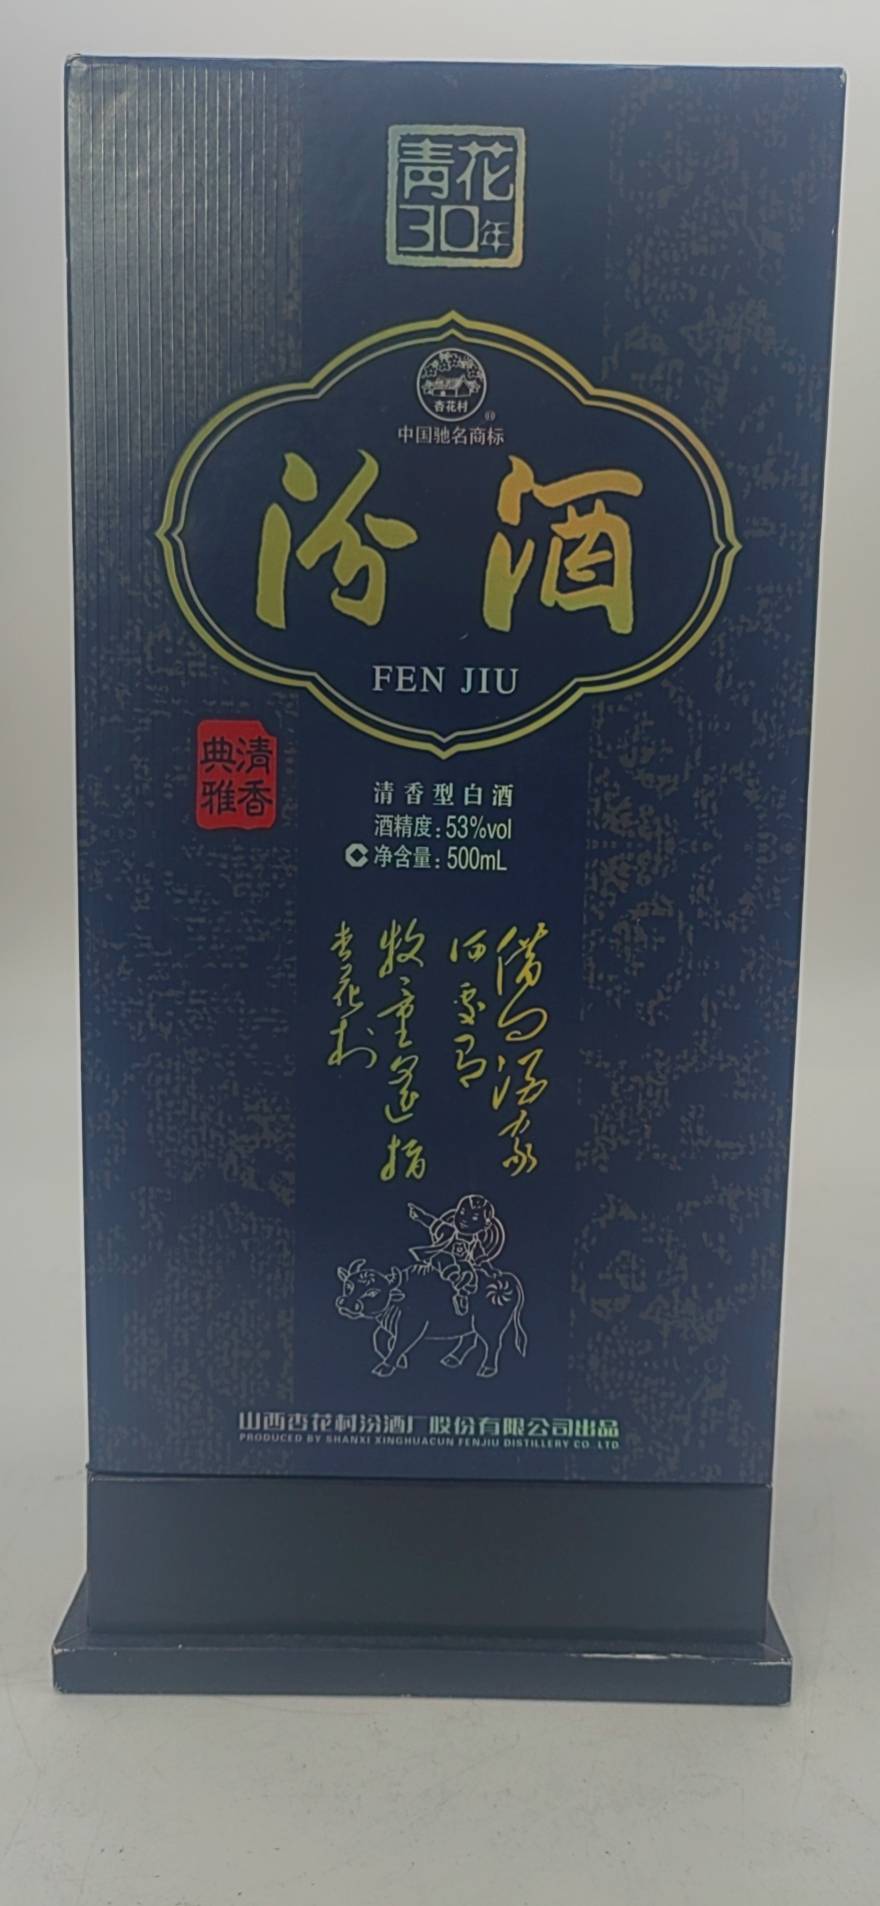 青花
30年
杏花村
®
中国驰名商标
汾酒
FEN JIU
清香
典雅
清香型白酒
酒精度：53%vol
净含量：500mL
借问酒家
何处有
牧童遥指
杏花村
山西杏花村汾酒厂股份有限公司出品
PRODUCED BY SHANXI XINGHUACUN FENJIU DISTILLERY CO.,LTD